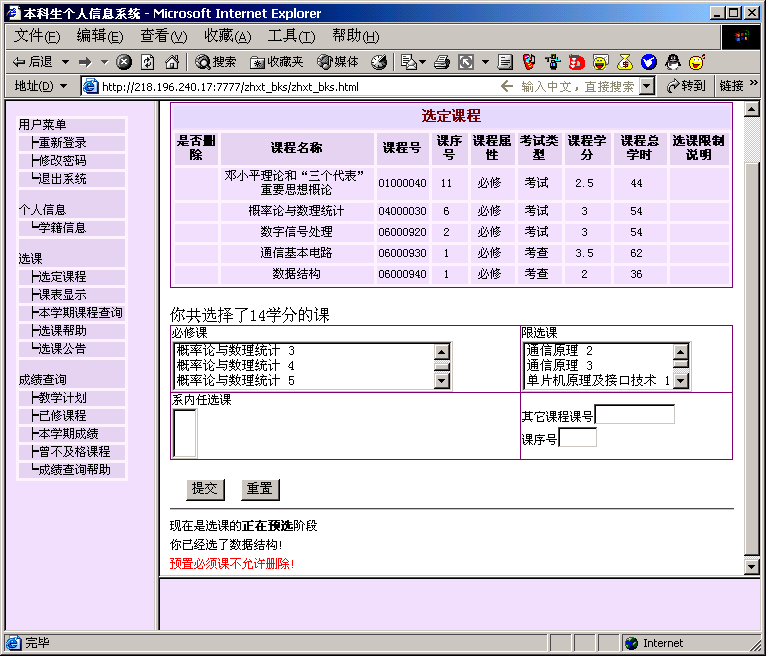 本科生个人信息系统 - Microsoft Internet Explorer
文件(F) 编辑(E) 查看(V) 收藏(A) 工具(T) 帮助(H)
后退 搜索 收藏夹 媒体
地址(D) http://218.196.240.17:7777/zhxt_bks/zhxt_bks.html 输入中文，直接搜索 转到 链接 »
用户菜单
├重新登录
├修改密码
└退出系统
个人信息
└学籍信息
选课
├选定课程
├课表显示
├本学期课程查询
├选课帮助
└选课公告
成绩查询
├教学计划
├已修课程
├本学期成绩
├曾不及格课程
└成绩查询帮助
选定课程
是否删除 课程名称 课程号 课序号 课程属性 考试类型 课程学分 课程总学时 选课限制说明
邓小平理论和“三个代表”重要思想概论 01000040 11 必修 考试 2.5 44
概率论与数理统计 04000030 6 必修 考试 3 54
数字信号处理 06000920 2 必修 考试 3 54
通信基本电路 06000930 1 必修 考查 3.5 62
数据结构 06000940 1 必修 考查 2 36
你共选择了14学分的课
必修课
概率论与数理统计 3
概率论与数理统计 4
概率论与数理统计 5
限选课
通信原理 2
通信原理 3
单片机原理及接口技术 1
系内任选课
其它课程课号
课序号
提交 重置
现在是选课的正在预选阶段
你已经选了数据结构!
预置必须课不允许删除!
完毕 Internet